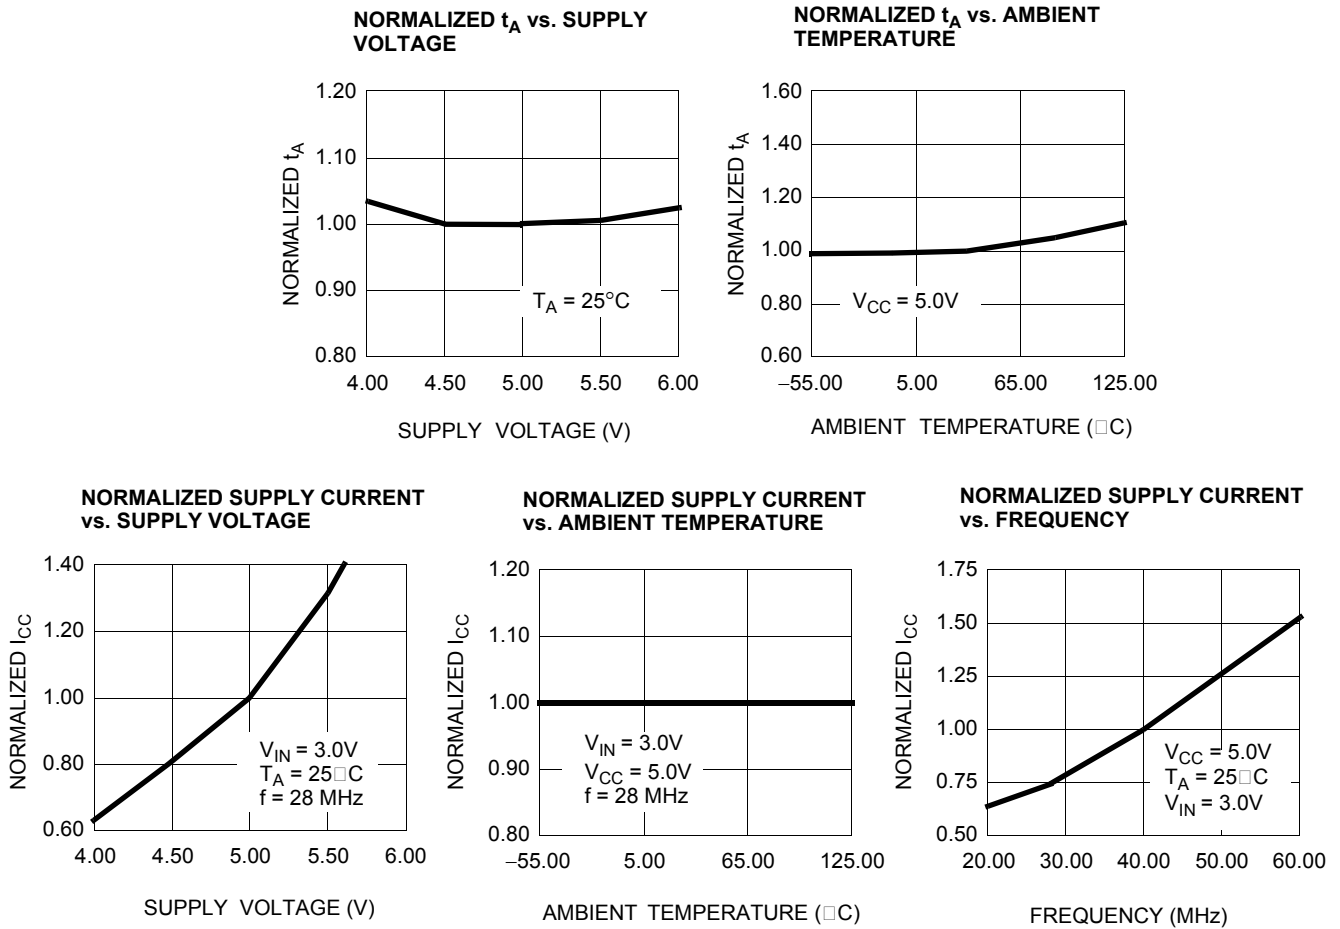 NORMALIZED tA vs. SUPPLY
VOLTAGE
1.20
1.10
1.00
0.90
0.80
NORMALIZED tA
TA = 25°C
4.00 4.50 5.00 5.50 6.00
SUPPLY VOLTAGE (V)
NORMALIZED tA vs. AMBIENT
TEMPERATURE
1.60
1.40
1.20
1.00
0.80
0.60
NORMALIZED tA
VCC = 5.0V
−55.00 5.00 65.00 125.00
AMBIENT TEMPERATURE (□C)
NORMALIZED SUPPLY CURRENT
vs. SUPPLY VOLTAGE
1.40
1.20
1.00
0.80
0.60
NORMALIZED ICC
VIN = 3.0V
TA = 25□C
f = 28 MHz
4.00 4.50 5.00 5.50 6.00
SUPPLY VOLTAGE (V)
NORMALIZED SUPPLY CURRENT
vs. AMBIENT TEMPERATURE
1.20
1.10
1.00
0.90
0.80
NORMALIZED ICC
VIN = 3.0V
VCC = 5.0V
f = 28 MHz
−55.00 5.00 65.00 125.00
AMBIENT TEMPERATURE (□C)
NORMALIZED SUPPLY CURRENT
vs. FREQUENCY
1.75
1.50
1.25
1.00
0.75
0.50
NORMALIZED ICC
VCC = 5.0V
TA = 25□C
VIN = 3.0V
20.00 30.00 40.00 50.00 60.00
FREQUENCY (MHz)